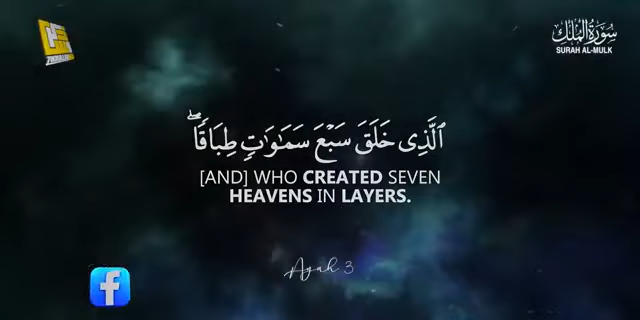 سُورَةُ المُلْكِ
SURAH AL-MULK
ٱلَّذِى خَلَقَ سَبْعَ سَمَـٰوَٰتٍۢ طِبَاقًۭا ۖ
[AND] WHO CREATED SEVEN
HEAVENS IN LAYERS.
Ayah 3
f